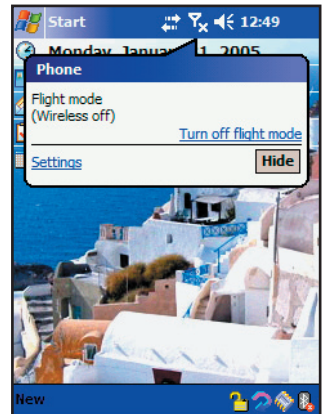 Start 12:49
Monday, January 1, 2005
Phone
Flight mode
(Wireless off)
Turn off flight mode
Settings Hide
New